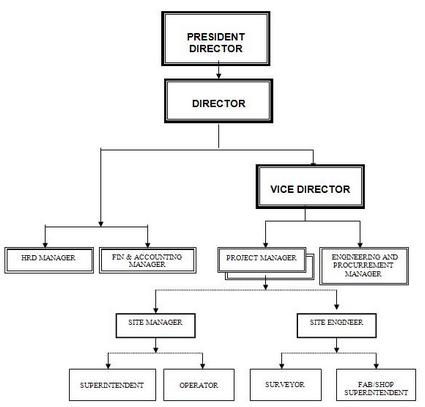 PRESIDENT
DIRECTOR
DIRECTOR
VICE DIRECTOR
HRD MANAGER
FIN & ACCOUNTING
MANAGER
PROJECT MANAGER
ENGINEERING AND
PROCURREMENT
MANAGER
SITE MANAGER
SITE ENGINEER
SUPERINTENDENT
OPERATOR
SURVEYOR
FAB/SHOP
SUPERINTENDENT